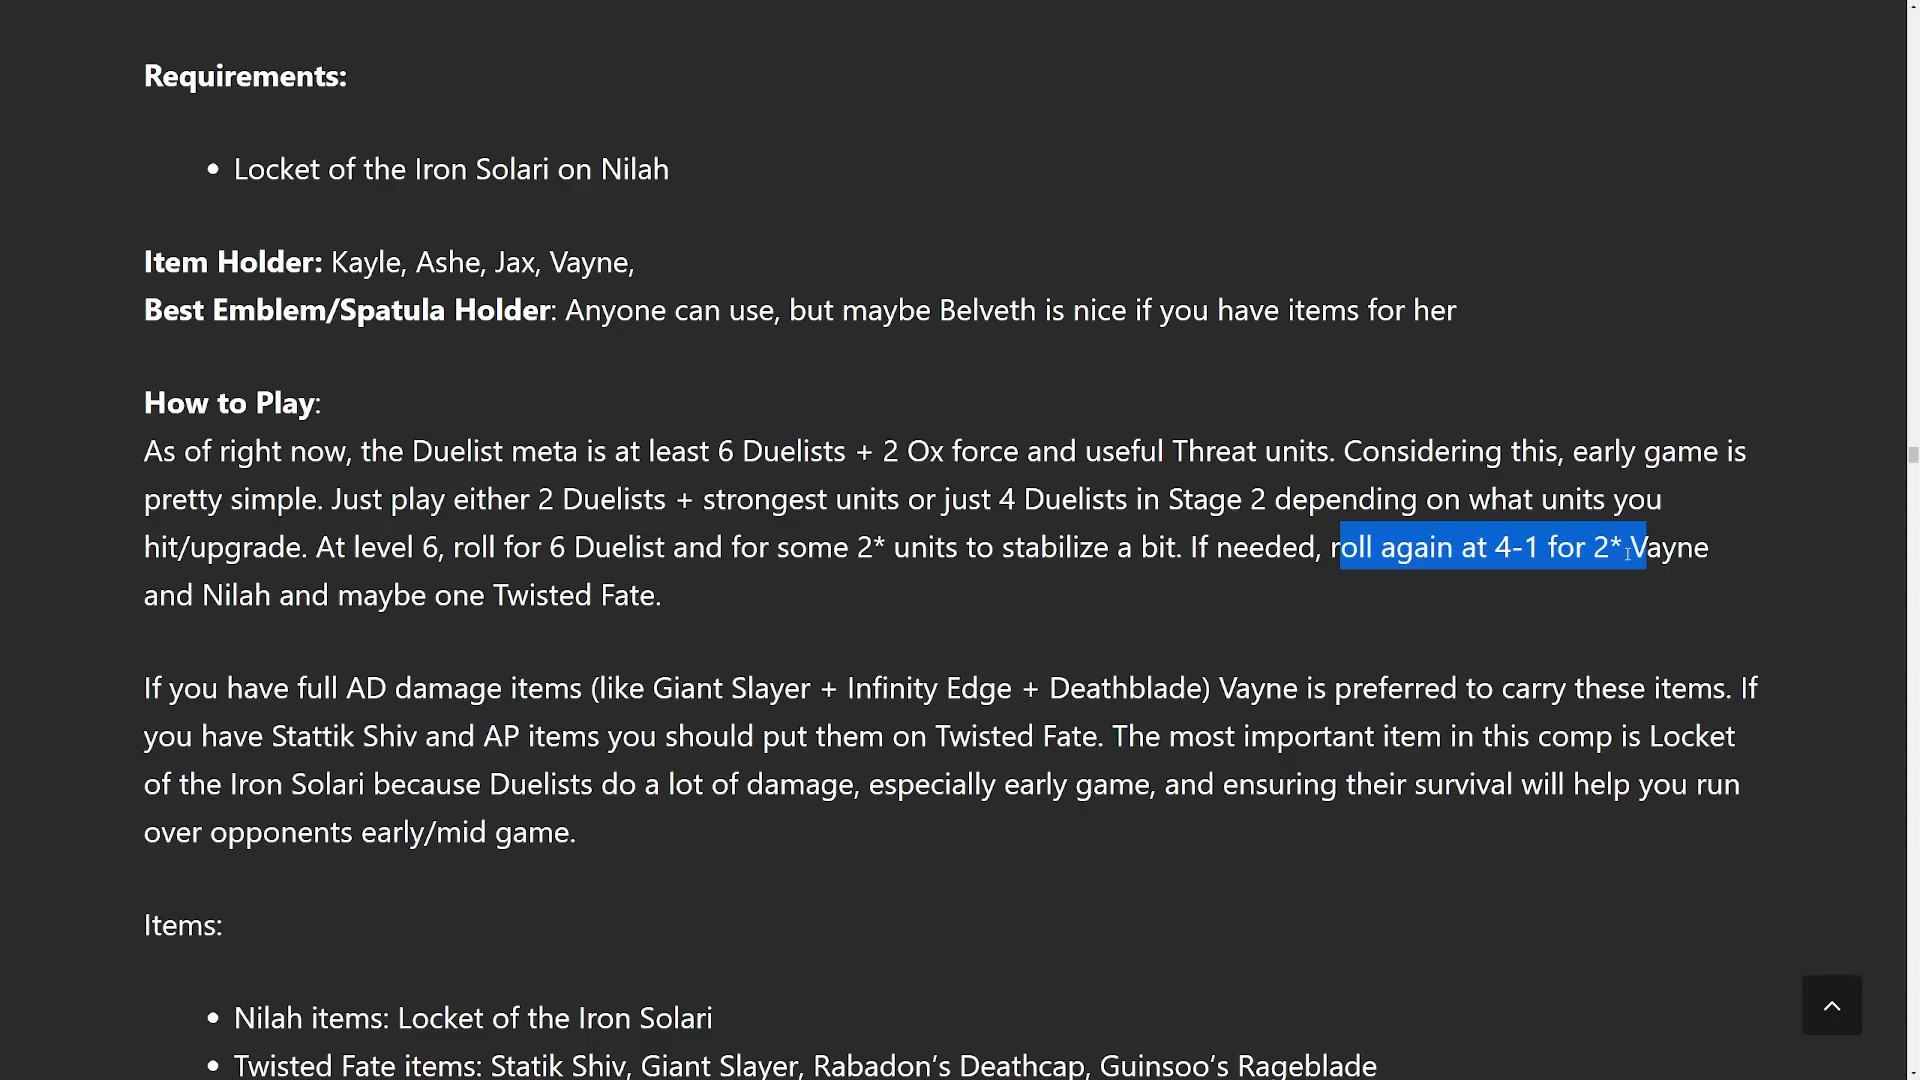 Requirements:
• Locket of the Iron Solari on Nilah
Item Holder: Kayle, Ashe, Jax, Vayne,
Best Emblem/Spatula Holder: Anyone can use, but maybe Belveth is nice if you have items for her
How to Play:
As of right now, the Duelist meta is at least 6 Duelists + 2 Ox force and useful Threat units. Considering this, early game is
pretty simple. Just play either 2 Duelists + strongest units or just 4 Duelists in Stage 2 depending on what units you
hit/upgrade. At level 6, roll for 6 Duelist and for some 2* units to stabilize a bit. If needed, roll again at 4-1 for 2* Vayne
and Nilah and maybe one Twisted Fate.
If you have full AD damage items (like Giant Slayer + Infinity Edge + Deathblade) Vayne is preferred to carry these items. If
you have Stattik Shiv and AP items you should put them on Twisted Fate. The most important item in this comp is Locket
of the Iron Solari because Duelists do a lot of damage, especially early game, and ensuring their survival will help you run
over opponents early/mid game.
Items:
• Nilah items: Locket of the Iron Solari
• Twisted Fate items: Statik Shiv, Giant Slayer, Rabadon’s Deathcap, Guinsoo’s Rageblade